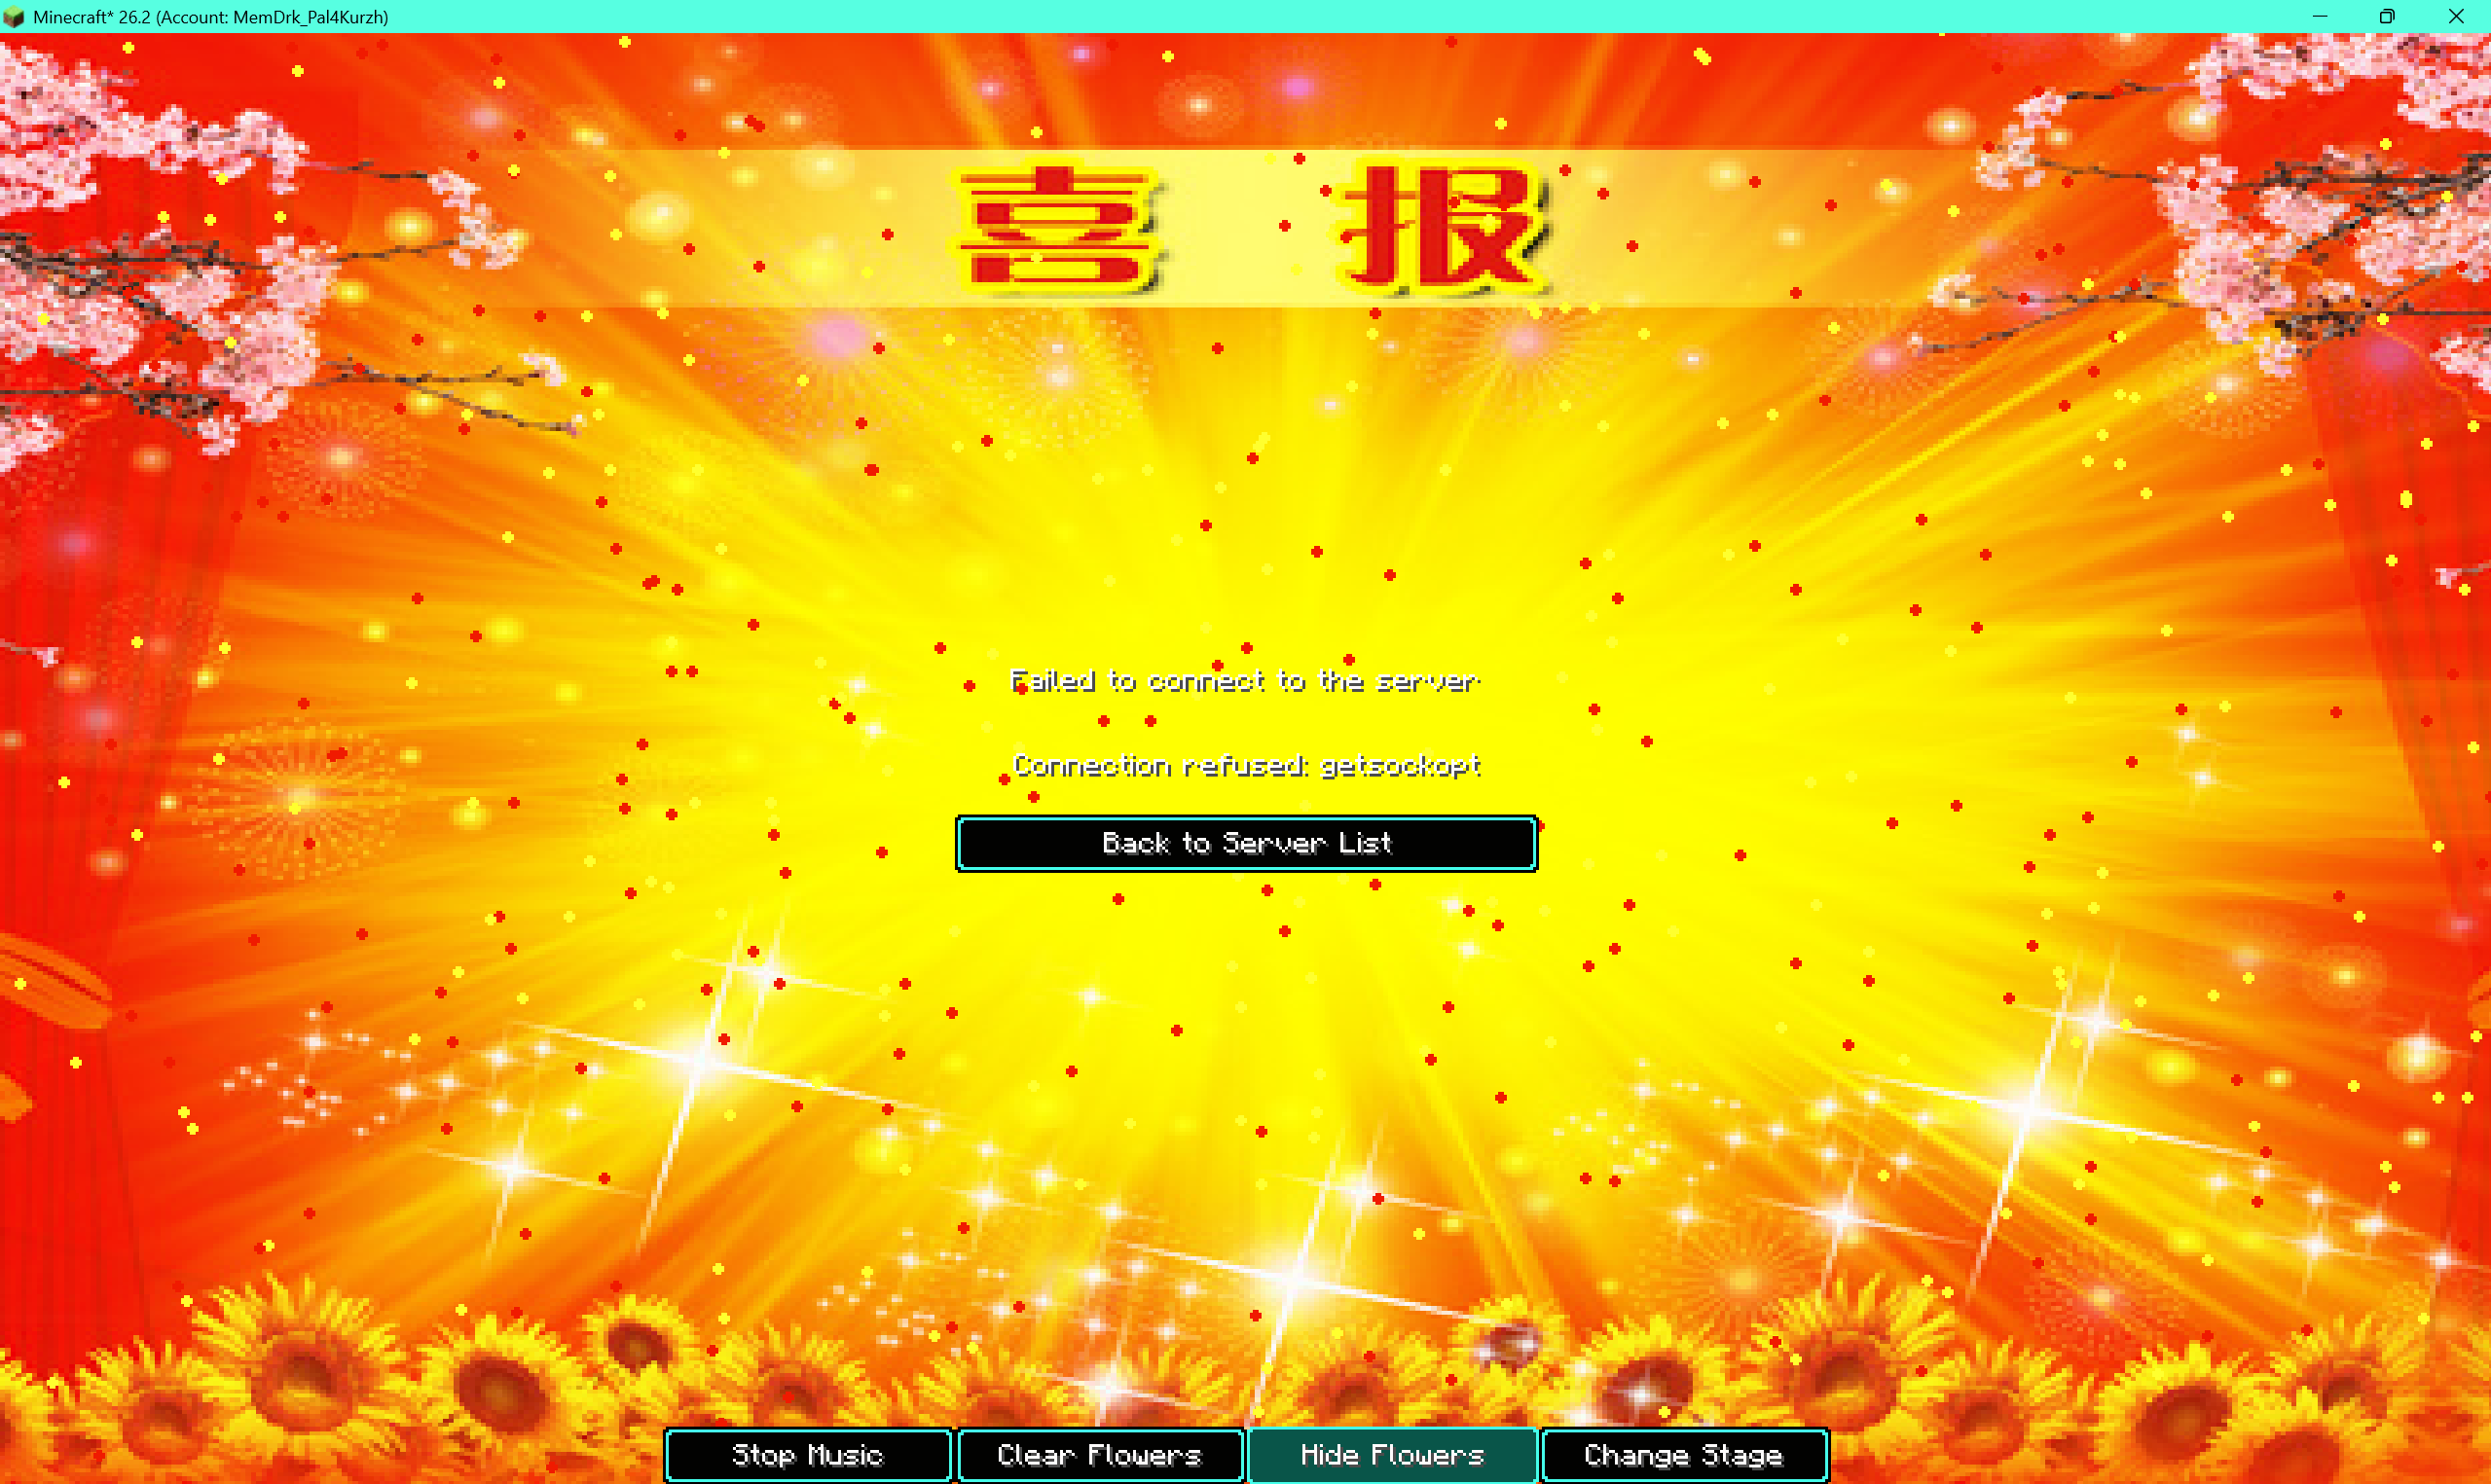 Minecraft* 26.2 (Account: MemDrk_Pal4Kurzh)
喜 报
Failed to connect to the server
Connection refused: getsockopt
Back to Server List
Stop Music
Clear Flowers
Hide Flowers
Change Stage